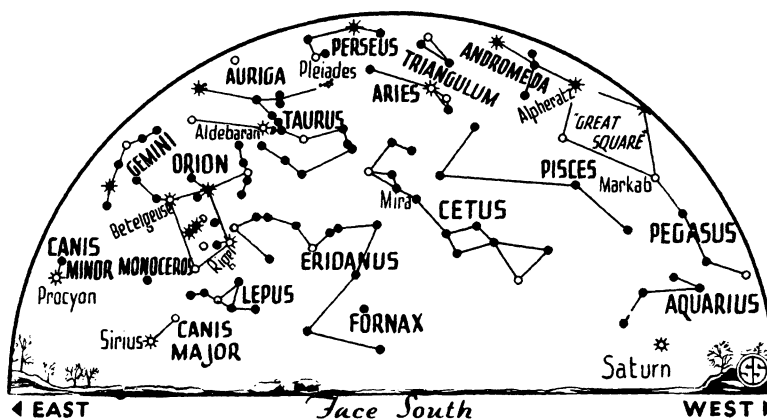 PERSEUS
ANDROMEDA
TRIANGULUM
Pleiades
AURIGA
ARIES
Alpheratz
TAURUS
Aldebaran
"GREAT
SQUARE"
GEMINI
ORION
PISCES
Markab
Mira
Betelgeuse
CETUS
PEGASUS
CANIS
MINOR
MONOCEROS
Rigel
ERIDANUS
Procyon
LEPUS
AQUARIUS
FORNAX
Sirius
CANIS
MAJOR
Saturn
SS
EAST
Face South
WEST